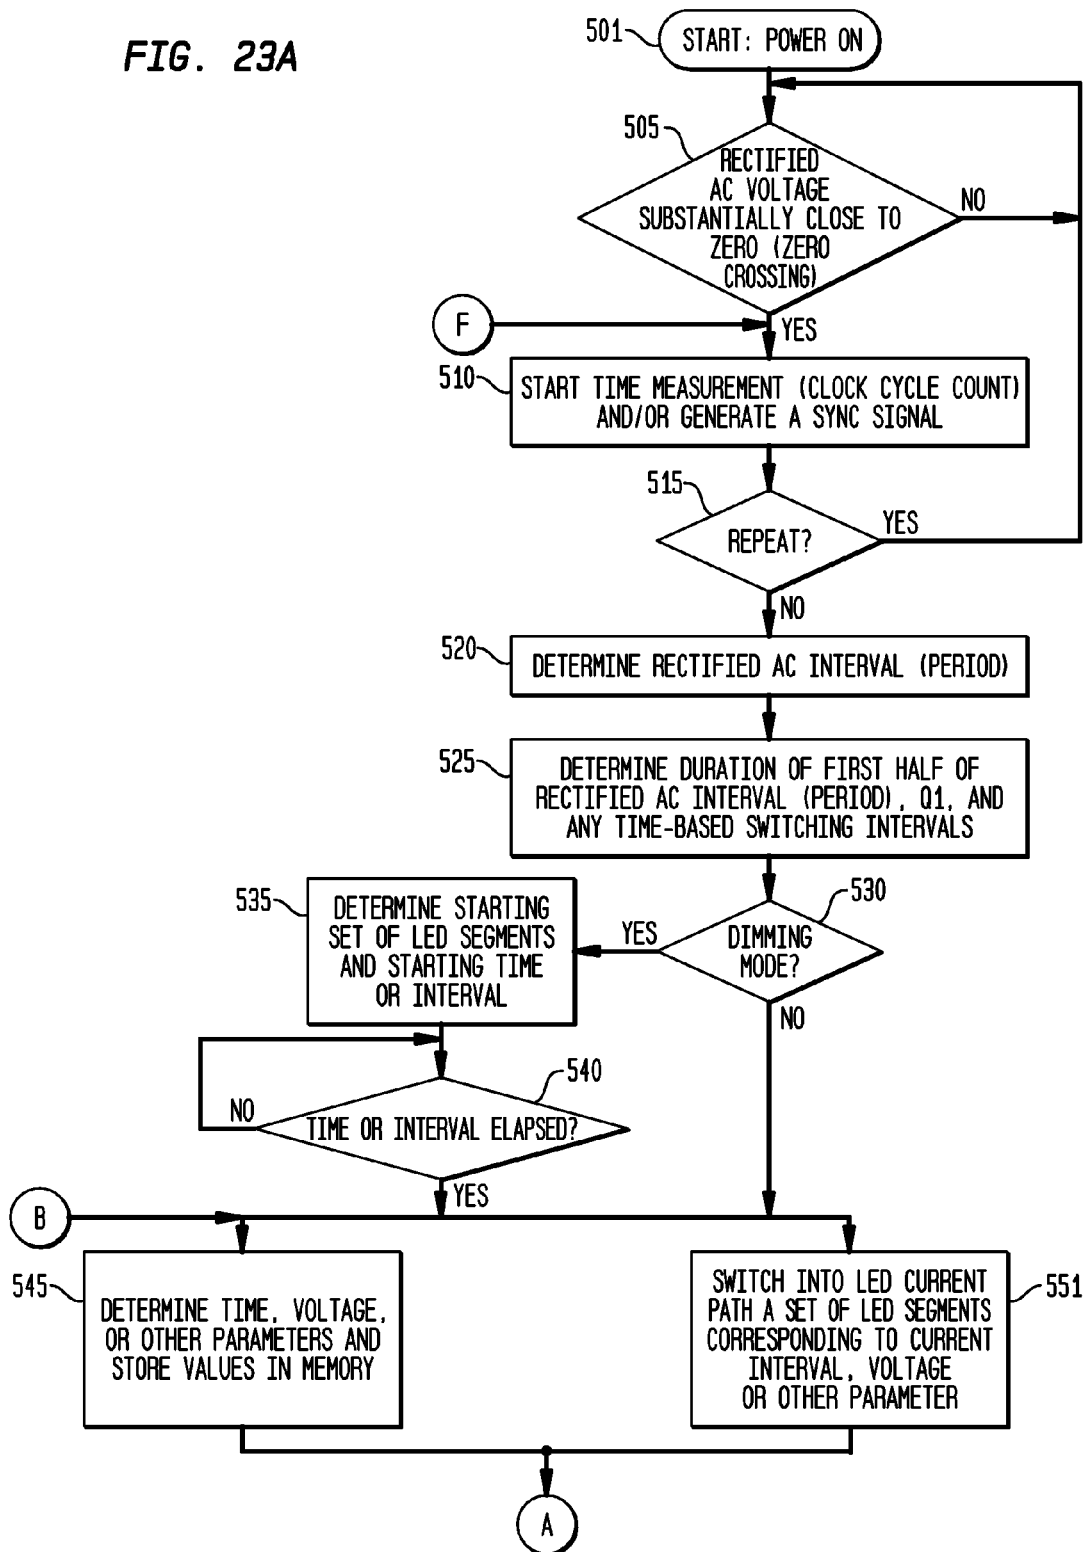 FIG. 23A
501
START: POWER ON
505
RECTIFIED
AC VOLTAGE
SUBSTANTIALLY CLOSE TO
ZERO (ZERO
CROSSING)
NO
YES
F
510
START TIME MEASUREMENT (CLOCK CYCLE COUNT)
AND/OR GENERATE A SYNC SIGNAL
515
REPEAT?
YES
NO
520
DETERMINE RECTIFIED AC INTERVAL (PERIOD)
525
DETERMINE DURATION OF FIRST HALF OF
RECTIFIED AC INTERVAL (PERIOD), Q1, AND
ANY TIME-BASED SWITCHING INTERVALS
530
DIMMING
MODE?
YES
NO
535
DETERMINE STARTING
SET OF LED SEGMENTS
AND STARTING TIME
OR INTERVAL
540
TIME OR INTERVAL ELAPSED?
NO
YES
B
545
DETERMINE TIME, VOLTAGE,
OR OTHER PARAMETERS AND
STORE VALUES IN MEMORY
551
SWITCH INTO LED CURRENT
PATH A SET OF LED SEGMENTS
CORRESPONDING TO CURRENT
INTERVAL, VOLTAGE
OR OTHER PARAMETER
A